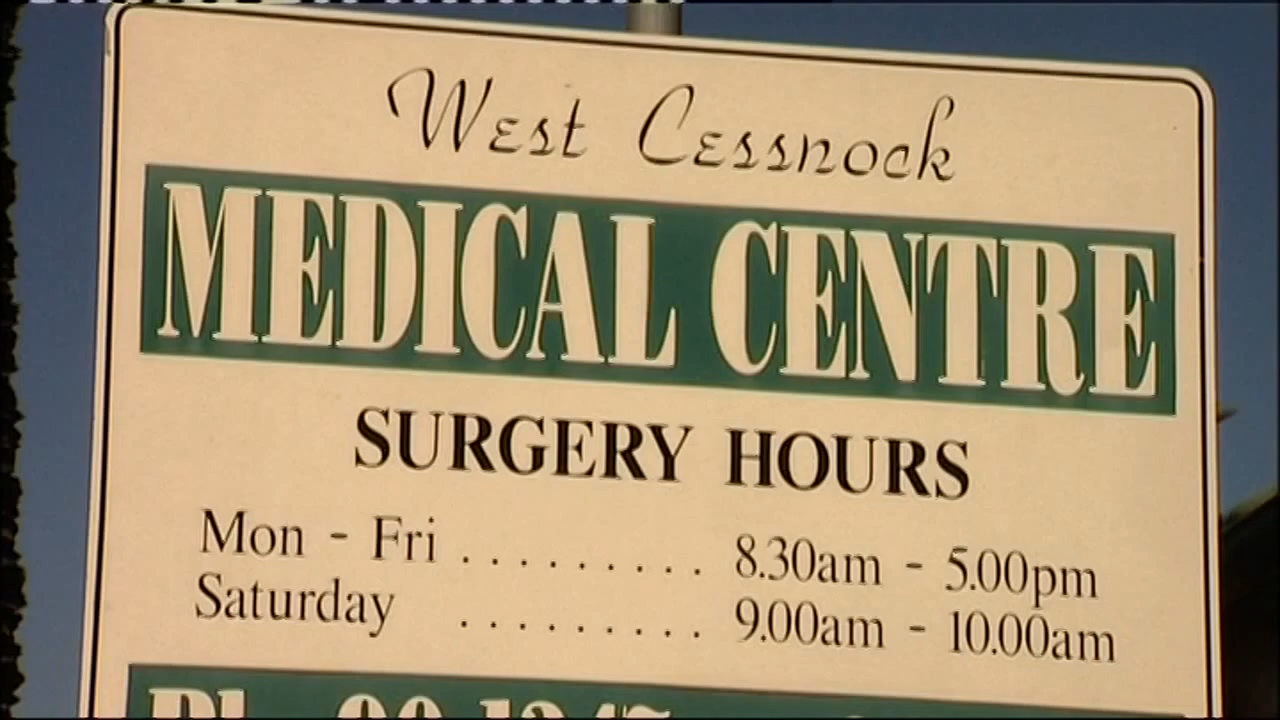 West Cessnock
MEDICAL CENTRE
SURGERY HOURS
Mon - Fri ......... 8.30am - 5.00pm
Saturday ......... 9.00am - 10.00am